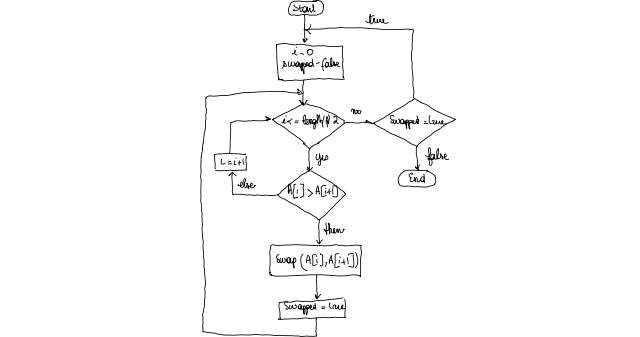 Start
true
i=0
swapped=false
i<= length(A)-2
no
Swapped = true
yes
false
i=i+1
End
else
A[i] > A[i+1]
then
Swap (A[i], A[i+1])
Swapped = true